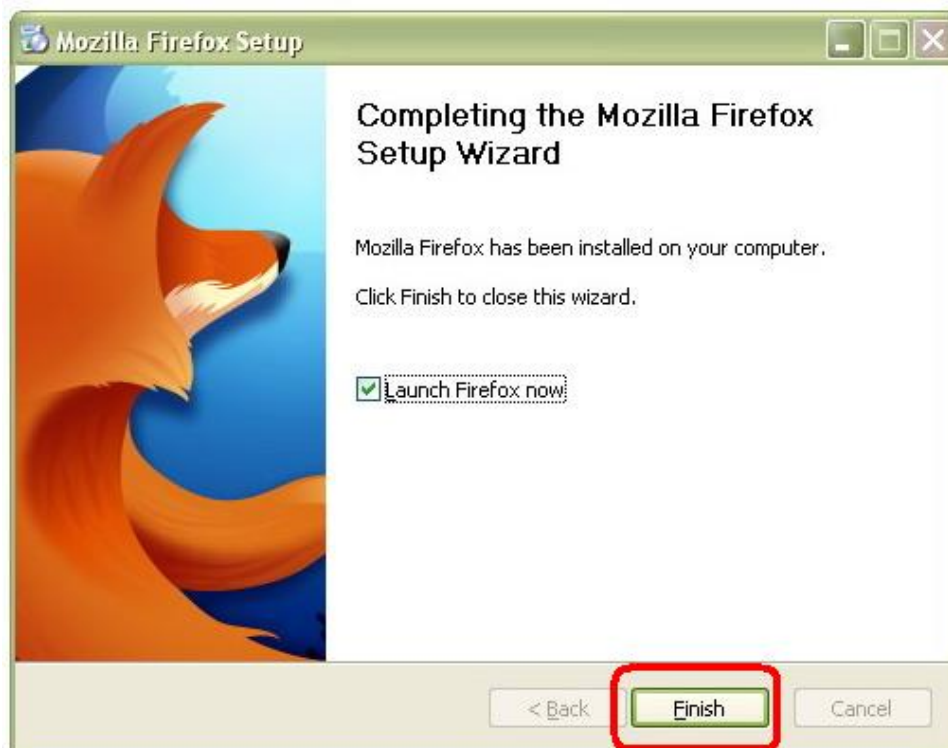 Mozilla Firefox Setup
Completing the Mozilla Firefox
Setup Wizard
Mozilla Firefox has been installed on your computer.
Click Finish to close this wizard.
Launch Firefox now
< Back
Finish
Cancel